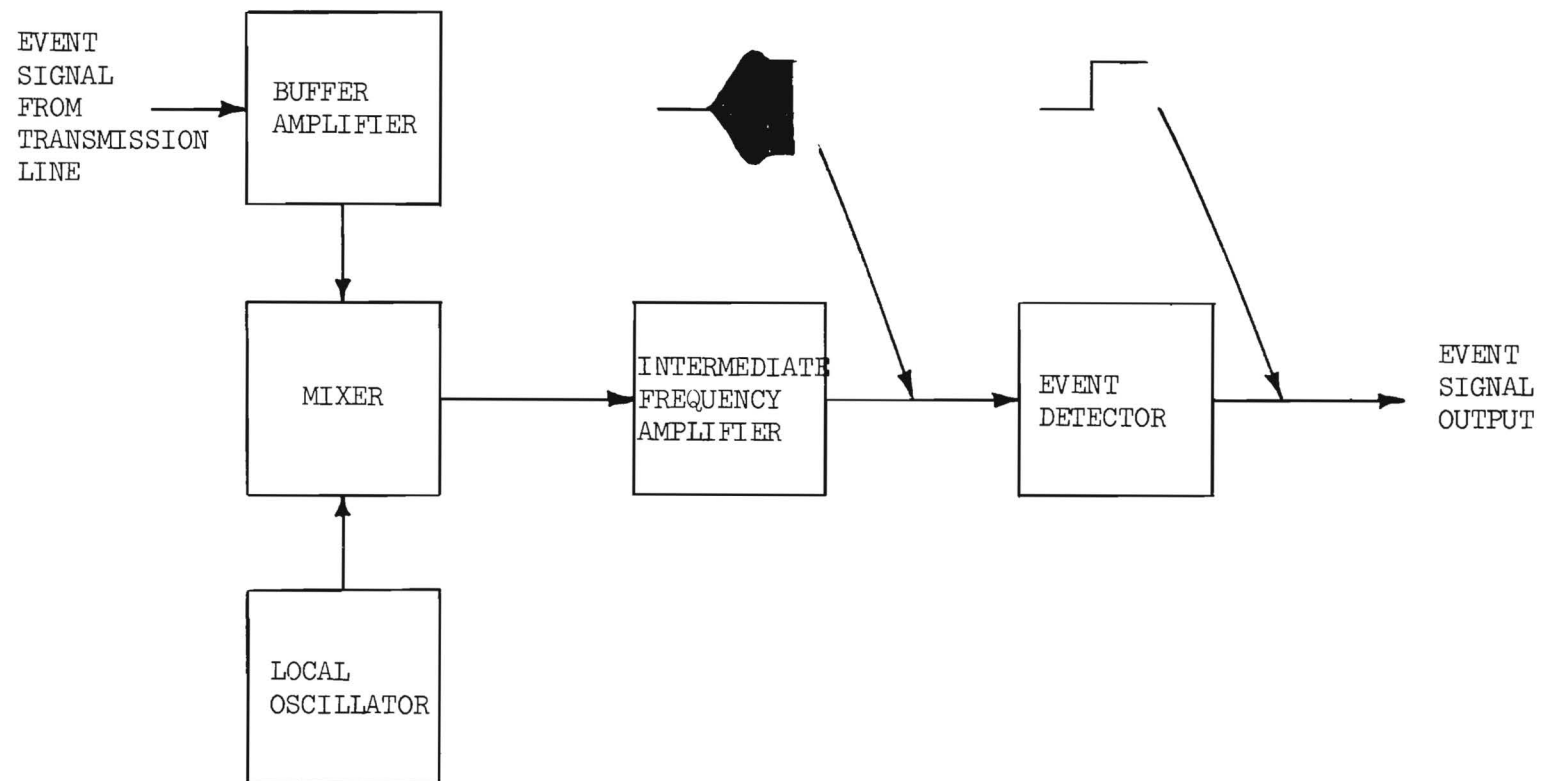 EVENT
SIGNAL
FROM
TRANSMISSION
LINE
BUFFER
AMPLIFIER
MIXER
INTERMEDIATE
FREQUENCY
AMPLIFIER
EVENT
DETECTOR
EVENT
SIGNAL
OUTPUT
LOCAL
OSCILLATOR